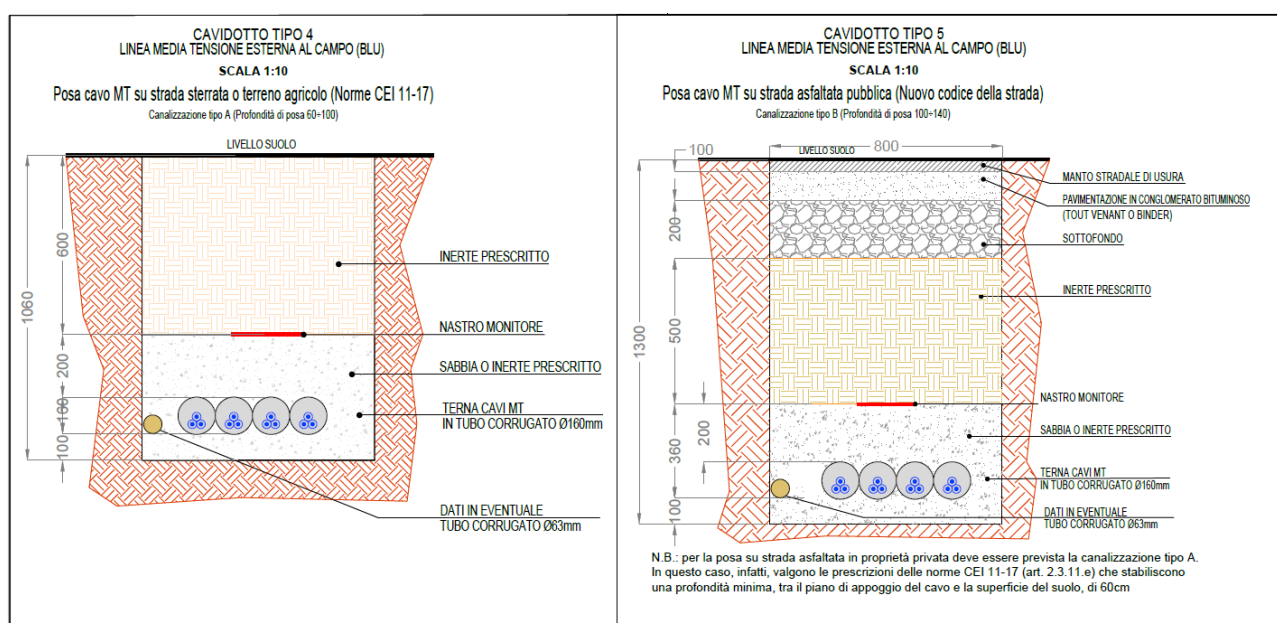 CAVIDOTTO TIPO 4
LINEA MEDIA TENSIONE ESTERNA AL CAMPO (BLU)
SCALA 1:10
Posa cavo MT su strada sterrata o terreno agricolo (Norme CEI 11-17)
Canalizzazione tipo A (Profondità di posa 60÷100)
LIVELLO SUOLO
1060
600
200
160
100
INERTE PRESCRITTO
NASTRO MONITORE
SABBIA O INERTE PRESCRITTO
TERNA CAVI MT
IN TUBO CORRUGATO Ø160mm
DATI IN EVENTUALE
TUBO CORRUGATO Ø63mm
CAVIDOTTO TIPO 5
LINEA MEDIA TENSIONE ESTERNA AL CAMPO (BLU)
SCALA 1:10
Posa cavo MT su strada asfaltata pubblica (Nuovo codice della strada)
Canalizzazione tipo B (Profondità di posa 100÷140)
100
LIVELLO SUOLO
800
1300
200
500
360
200
100
MANTO STRADALE DI USURA
PAVIMENTAZIONE IN CONGLOMERATO BITUMINOSO
(TOUT VENANT O BINDER)
SOTTOFONDO
INERTE PRESCRITTO
NASTRO MONITORE
SABBIA O INERTE PRESCRITTO
TERNA CAVI MT
IN TUBO CORRUGATO Ø160mm
DATI IN EVENTUALE
TUBO CORRUGATO Ø63mm
N.B.: per la posa su strada asfaltata in proprietà privata deve essere prevista la canalizzazione tipo A.
In questo caso, infatti, valgono le prescrizioni delle norme CEI 11-17 (art. 2.3.11.e) che stabiliscono
una profondità minima, tra il piano di appoggio del cavo e la superficie del suolo, di 60cm